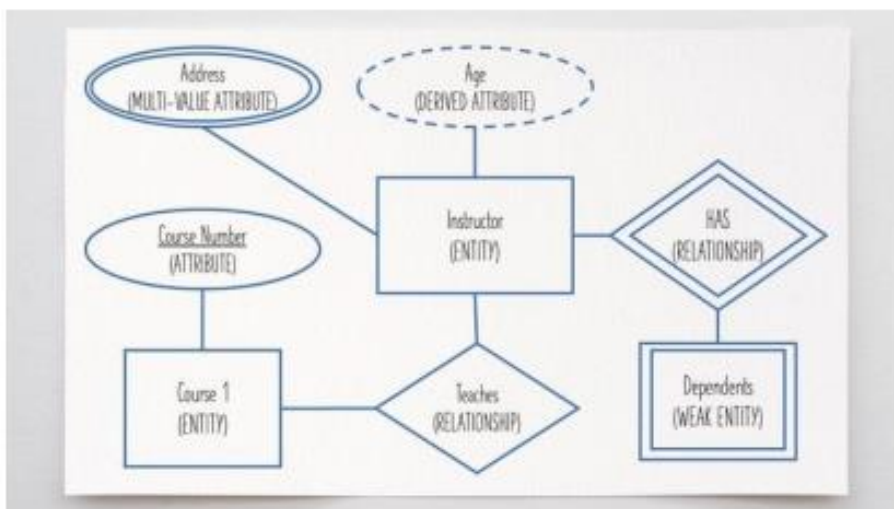 Address
(MULTI-VALUE ATTRIBUTE)
Age
(DERIVED ATTRIBUTE)
Course Number
(ATTRIBUTE)
Instructor
(ENTITY)
HAS
(RELATIONSHIP)
Course 1
(ENTITY)
Teaches
(RELATIONSHIP)
Dependents
(WEAK ENTITY)